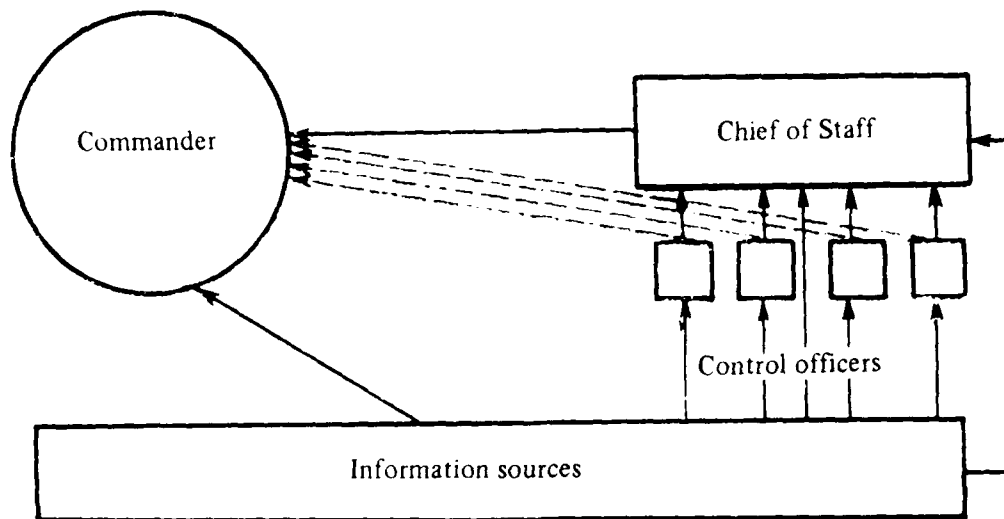 Commander
Chief of Staff
Control officers
Information sources